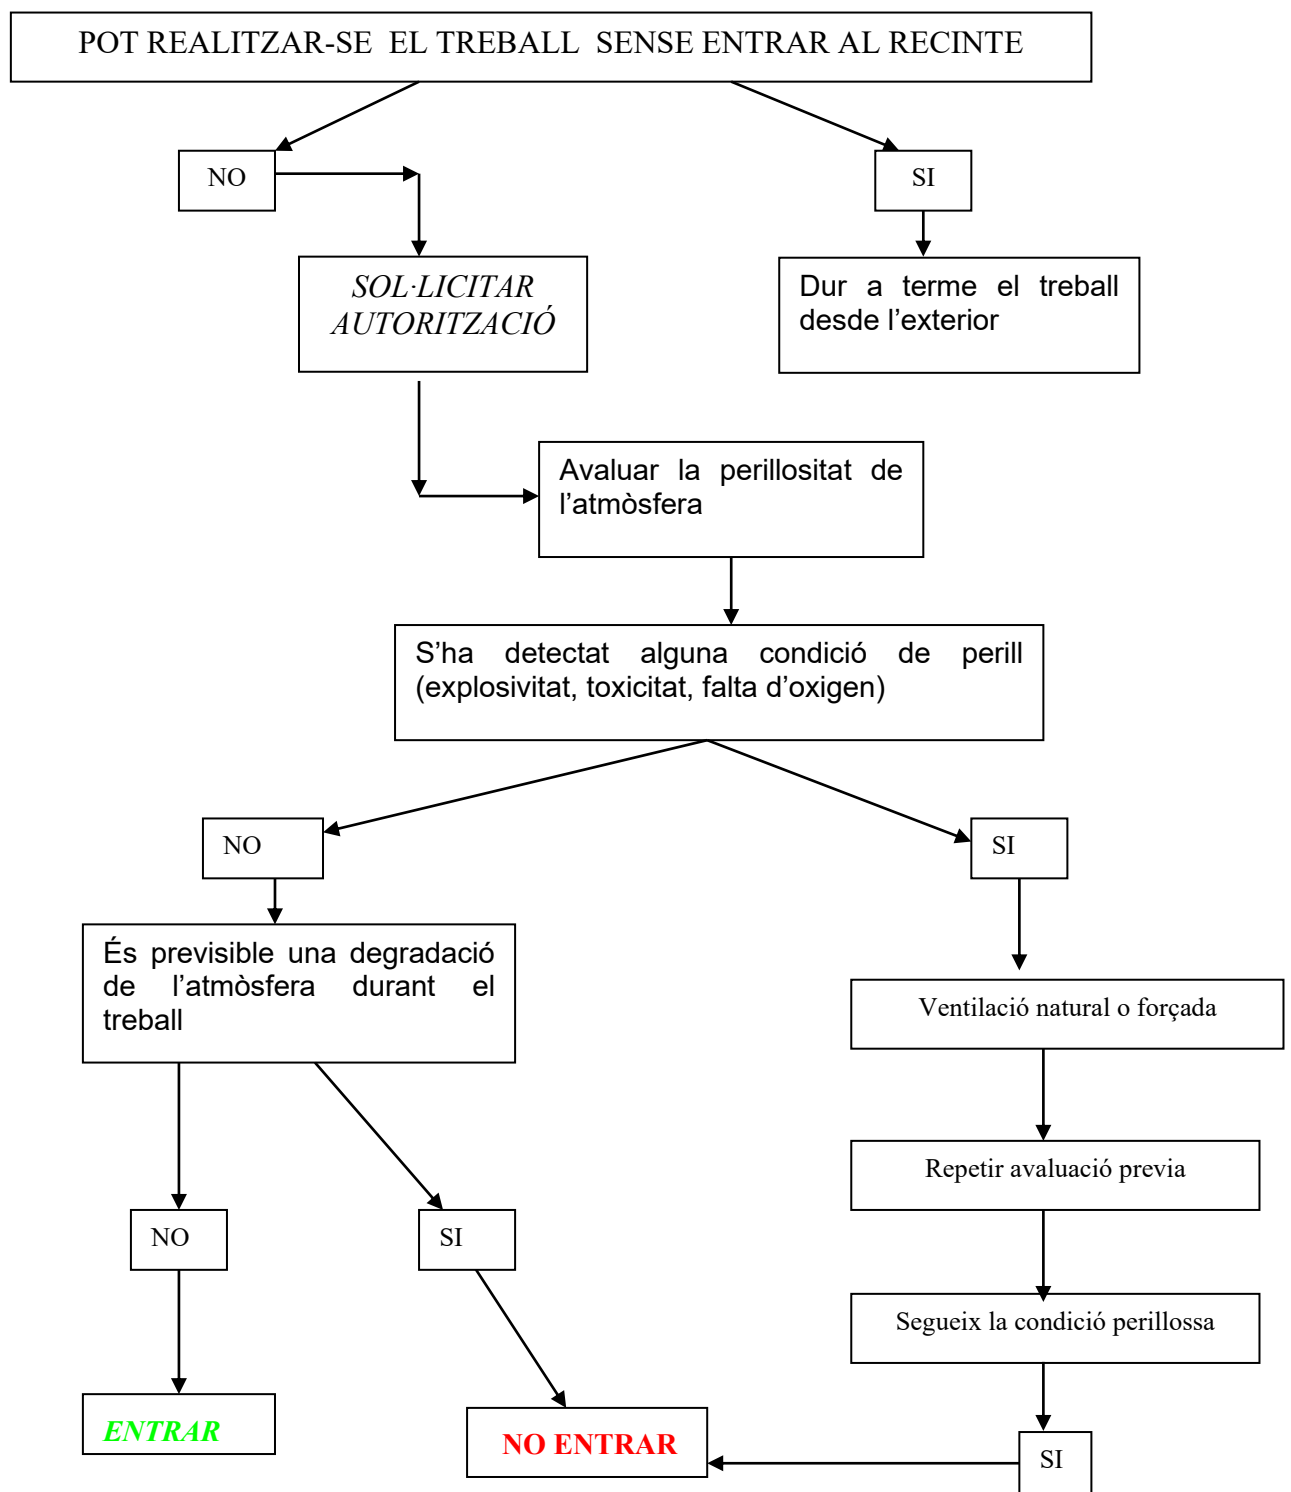 POT REALITZAR-SE EL TREBALL SENSE ENTRAR AL RECINTE
NO
SI
SOL·LICITAR
AUTORITZACIÓ
Dur a terme el treball
desde l’exterior
Avaluar la perillositat de
l’atmòsfera
S’ha detectat alguna condició de perill
(explosivitat, toxicitat, falta d’oxigen)
NO
SI
És previsible una degradació
de l’atmòsfera durant el
treball
Ventilació natural o forçada
Repetir avaluació previa
NO
SI
Segueix la condició perillossa
ENTRAR
NO ENTRAR
SI